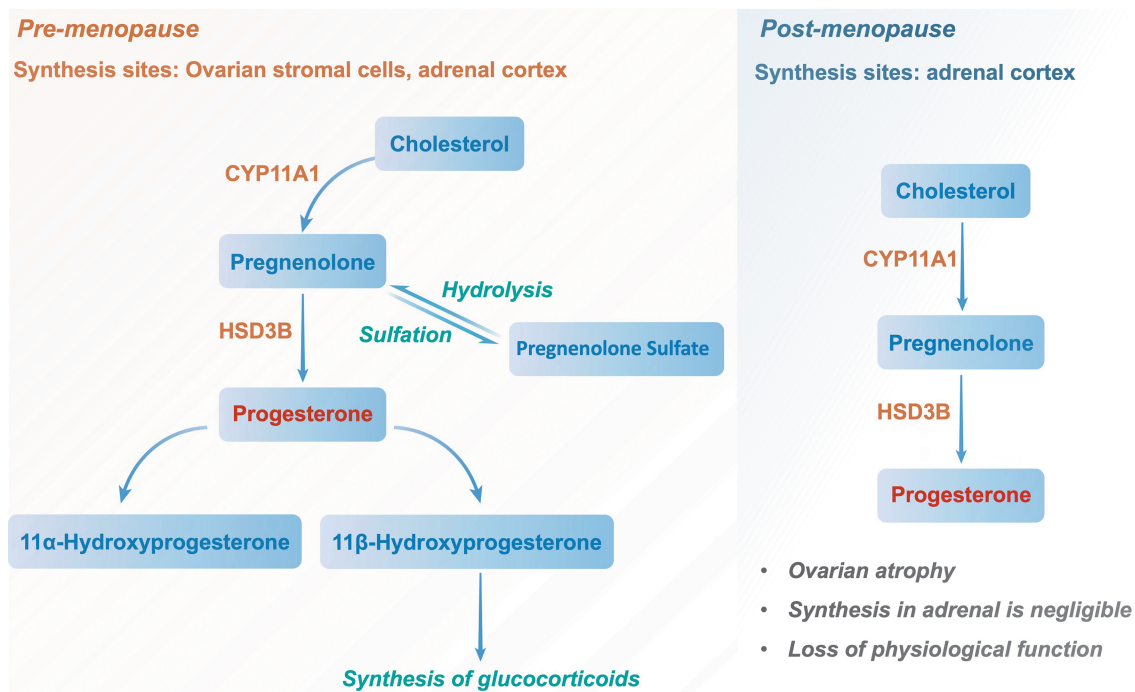 Pre-menopause
Synthesis sites: Ovarian stromal cells, adrenal cortex
Cholesterol
CYP11A1
Pregnenolone
Hydrolysis
Sulfation
Pregnenolone Sulfate
HSD3B
Progesterone
11α-Hydroxyprogesterone
11β-Hydroxyprogesterone
Synthesis of glucocorticoids
Post-menopause
Synthesis sites: adrenal cortex
Cholesterol
CYP11A1
Pregnenolone
HSD3B
Progesterone
• Ovarian atrophy
• Synthesis in adrenal is negligible
• Loss of physiological function